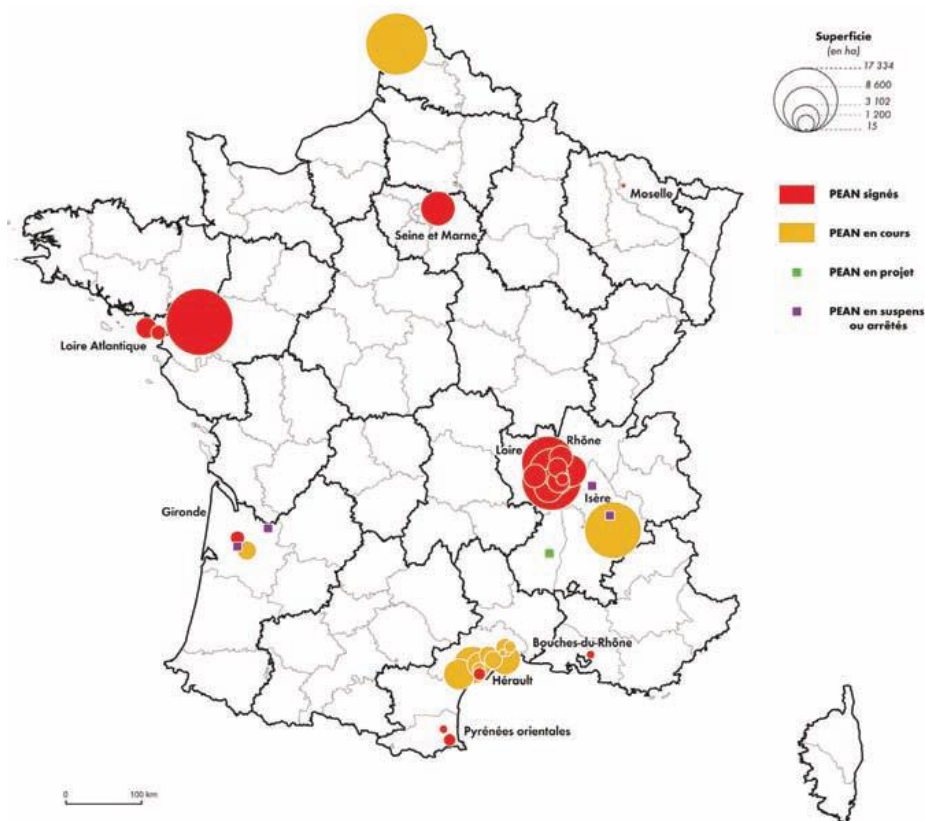 Superficie
(en ha)
17 334
8 600
3 102
1 200
15
PEAN signés
PEAN en cours
PEAN en projet
PEAN en suspens
ou arrêtés
Moselle
Seine et Marne
Loire Atlantique
Loire
Rhône
Isère
Gironde
Bouches-du-Rhône
Hérault
Pyrénées orientales
0
100 km